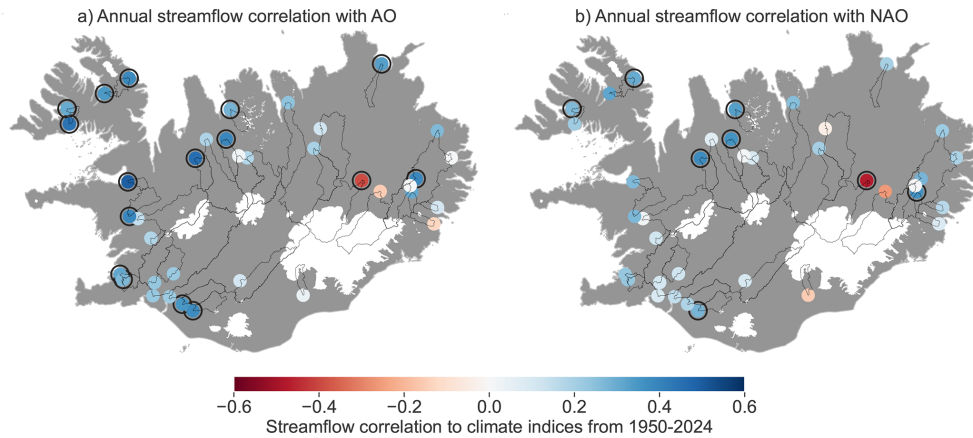 a) Annual streamflow correlation with AO
b) Annual streamflow correlation with NAO
−0.6 −0.4 −0.2 0.0 0.2 0.4 0.6
Streamflow correlation to climate indices from 1950-2024